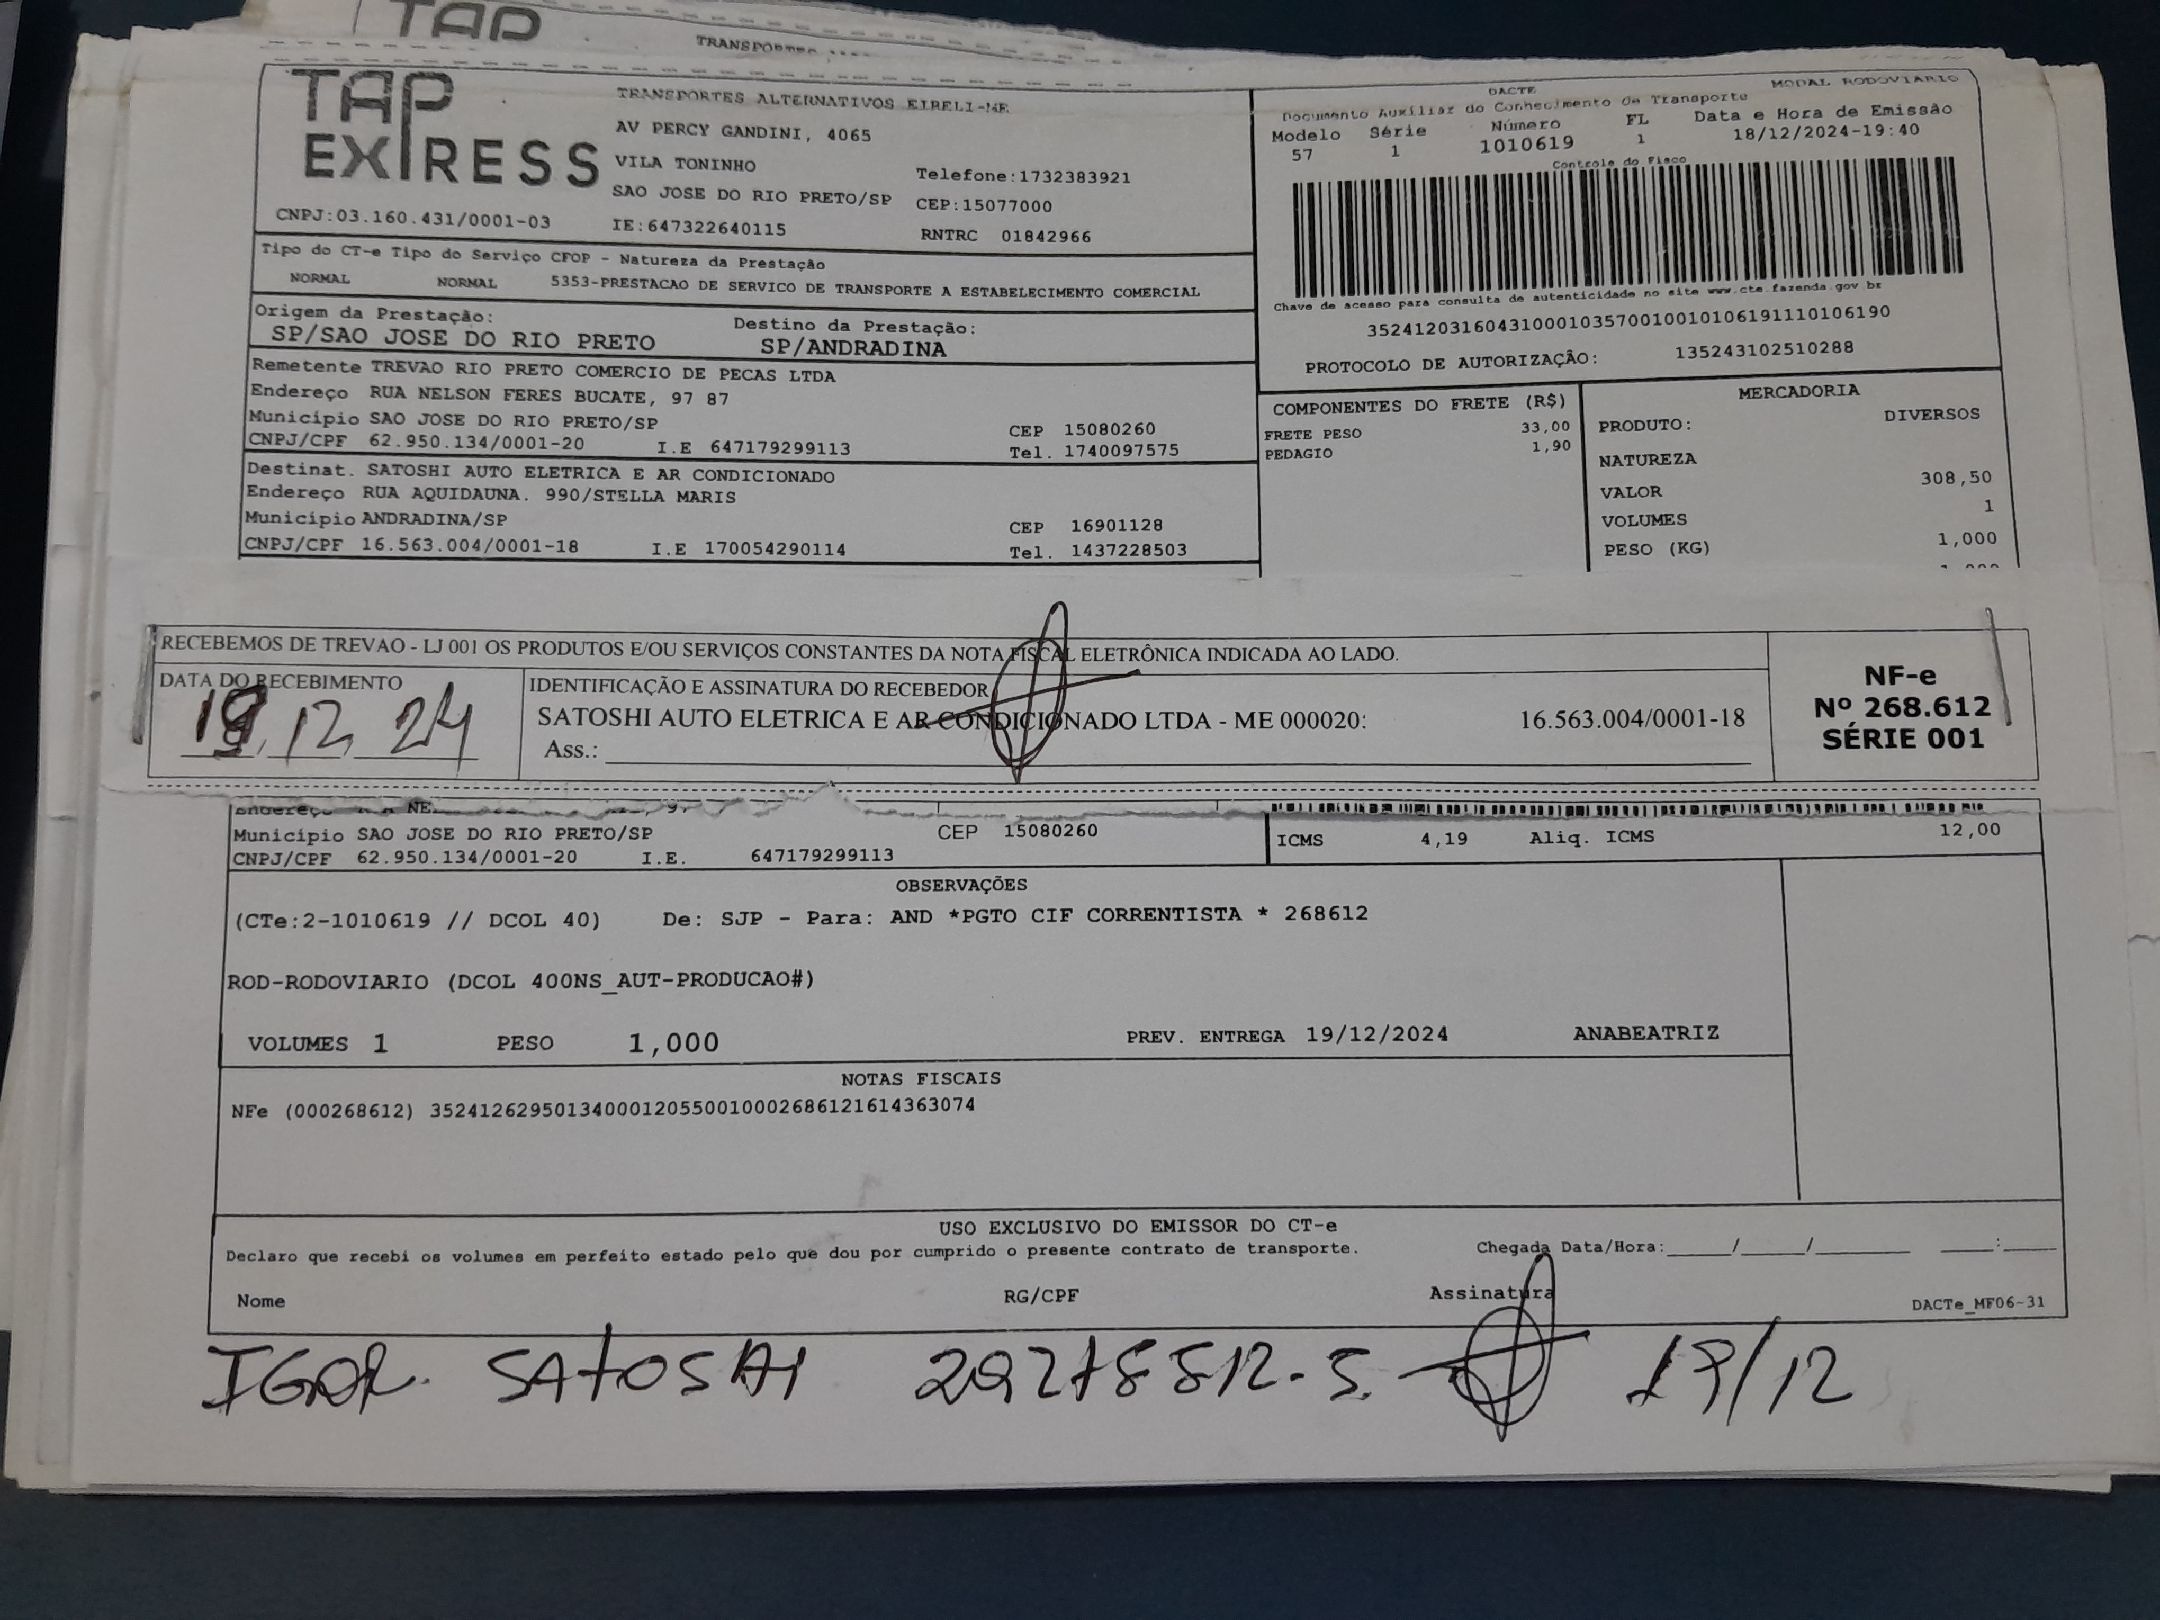 TAP
TRANSPORTES
TAP
EXPRESS
TRANSPORTES ALTERNATIVOS EIRELI-ME
AV PERCY GANDINI, 4065
VILA TONINHO
Telefone:1732383921
SAO JOSE DO RIO PRETO/SP CEP:15077000
CNPJ:03.160.431/0001-03 IE:647322640115 RNTRC 01842966
DACTE MODAL RODOVIARIO
Documento Auxiliar do Conhecimento de Transporte
Modelo Série Número FL Data e Hora de Emissão
57 1 1010619 1 18/12/2024-19:40
Controle do Fisco
Chave de acesso para consulta de autenticidade no site www.cte.fazenda.gov.br
35241203160431000103570010010106191110106190
PROTOCOLO DE AUTORIZAÇÃO: 135243102510288
Tipo do CT-e Tipo do Serviço CFOP - Natureza da Prestação
NORMAL NORMAL 5353-PRESTACAO DE SERVICO DE TRANSPORTE A ESTABELECIMENTO COMERCIAL
Origem da Prestação: Destino da Prestação:
SP/SAO JOSE DO RIO PRETO SP/ANDRADINA
Remetente TREVAO RIO PRETO COMERCIO DE PECAS LTDA
Endereço RUA NELSON FERES BUCATE, 97 87
Município SAO JOSE DO RIO PRETO/SP CEP 15080260
CNPJ/CPF 62.950.134/0001-20 I.E 647179299113 Tel. 1740097575
Destinat. SATOSHI AUTO ELETRICA E AR CONDICIONADO
Endereço RUA AQUIDAUNA. 990/STELLA MARIS
Município ANDRADINA/SP CEP 16901128
CNPJ/CPF 16.563.004/0001-18 I.E 170054290114 Tel. 1437228503
COMPONENTES DO FRETE (R$)
FRETE PESO 33,00
PEDAGIO 1,90
MERCADORIA
PRODUTO: DIVERSOS
NATUREZA
VALOR 308,50
VOLUMES 1
PESO (KG) 1,000
RECEBEMOS DE TREVAO - LJ 001 OS PRODUTOS E/OU SERVIÇOS CONSTANTES DA NOTA FISCAL ELETRÔNICA INDICADA AO LADO.
DATA DO RECEBIMENTO
19 12 24
IDENTIFICAÇÃO E ASSINATURA DO RECEBEDOR
SATOSHI AUTO ELETRICA E AR CONDICIONADO LTDA - ME 000020: 16.563.004/0001-18
Ass.:
NF-e
Nº 268.612
SÉRIE 001
Endereço
Município SAO JOSE DO RIO PRETO/SP CEP 15080260
CNPJ/CPF 62.950.134/0001-20 I.E. 647179299113
ICMS 4,19 Aliq. ICMS 12,00
OBSERVAÇÕES
(CTe:2-1010619 // DCOL 40) De: SJP - Para: AND *PGTO CIF CORRENTISTA * 268612
ROD-RODOVIARIO (DCOL 400NS_AUT-PRODUCAO#)
VOLUMES 1 PESO 1,000 PREV. ENTREGA 19/12/2024 ANABEATRIZ
NOTAS FISCAIS
NFe (000268612) 35241262950134000120550010002686121614363074
USO EXCLUSIVO DO EMISSOR DO CT-e
Declaro que recebi os volumes em perfeito estado pelo que dou por cumprido o presente contrato de transporte. Chegada Data/Hora:_____/_____/_______ ____:____
Nome RG/CPF Assinatura DACTe_MF06-31
IGOR SATOSHI 29278812-5 19/12